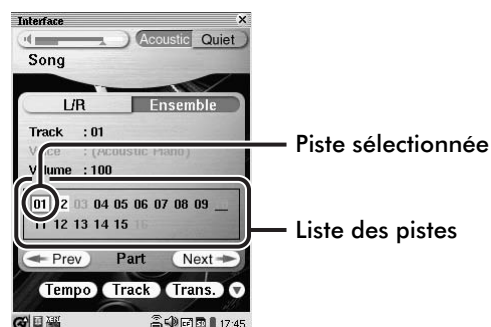 Interface ×
Acoustic Quiet
Song
L/R Ensemble
Track : 01
Voice : (Acoustic Piano)
Volume : 100
Piste sélectionnée
01 2 03 04 05 06 07 08 09 __
11 12 13 14 15 16
Liste des pistes
Prev Part Next
Tempo Track Trans.
17:45